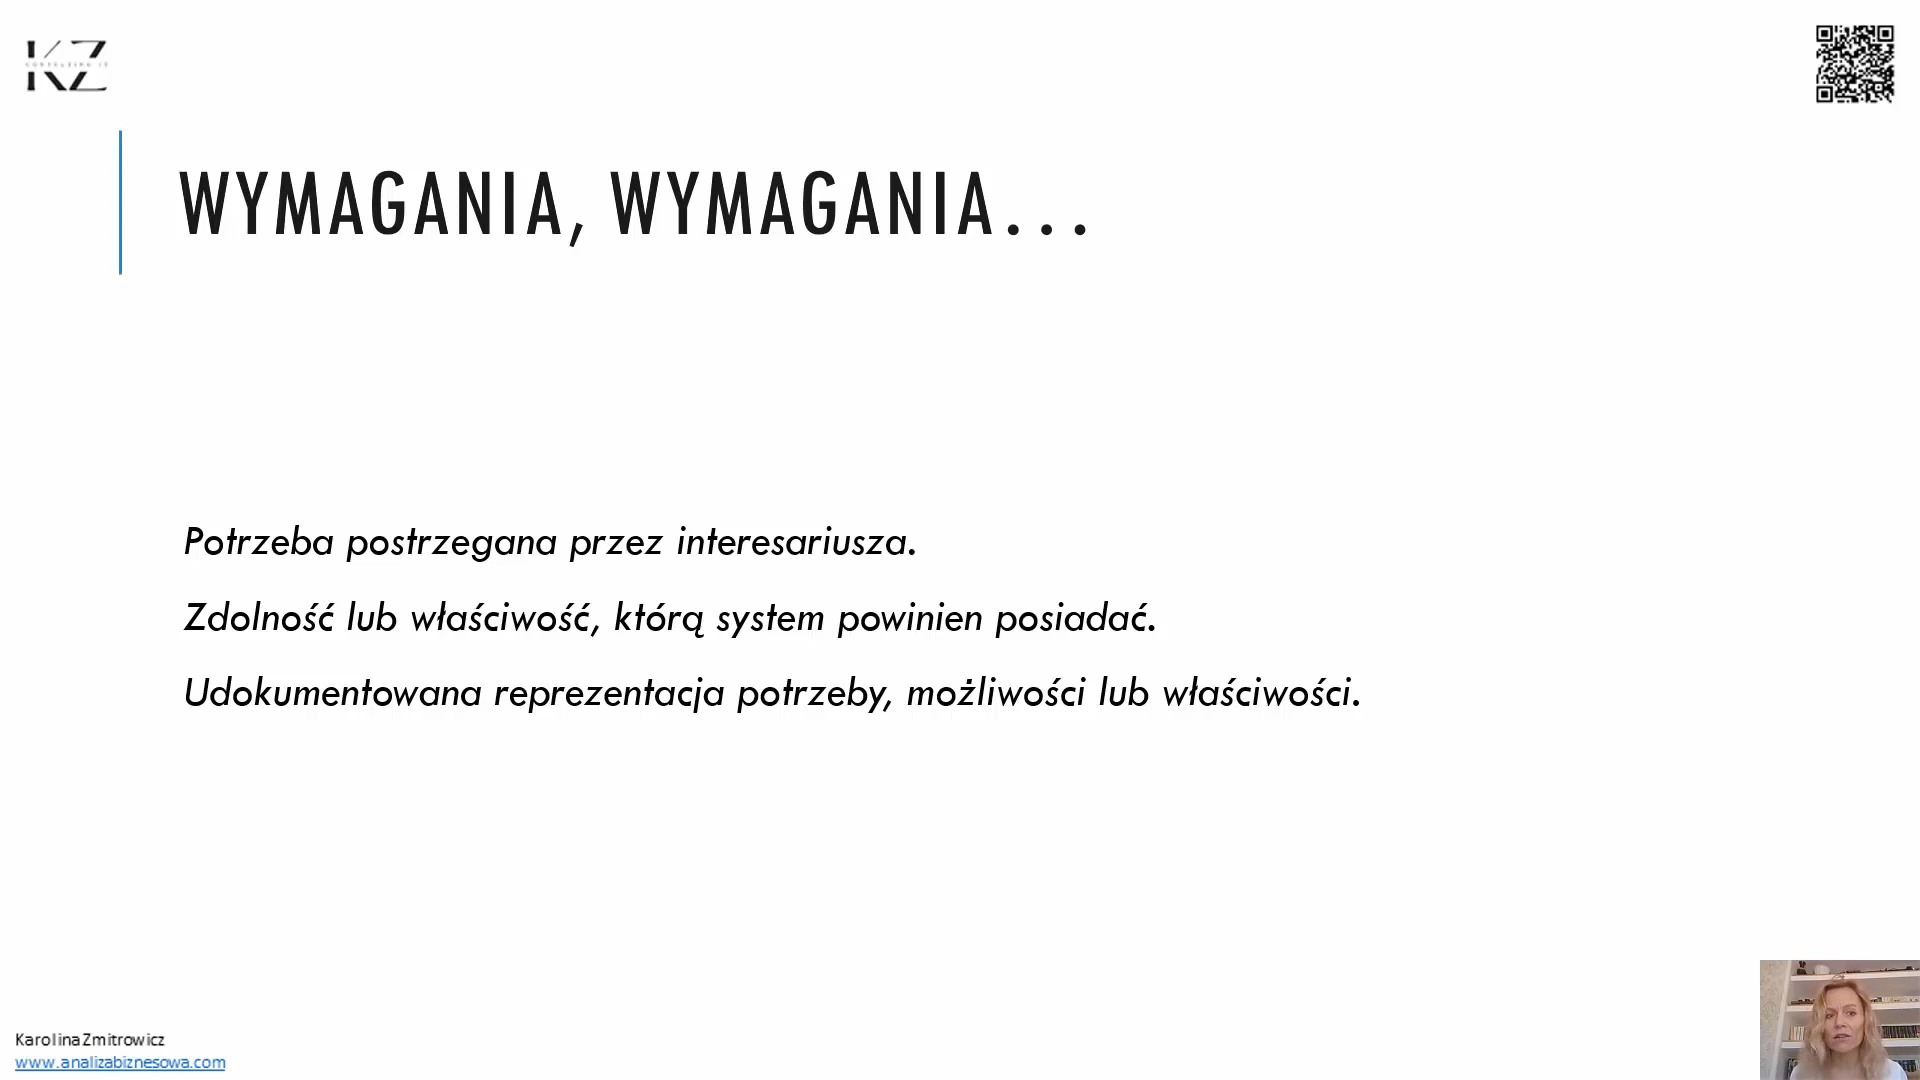 KZ
WYMAGANIA, WYMAGANIA...
Potrzeba postrzegana przez interesariusza.
Zdolność lub właściwość, którą system powinien posiadać.
Udokumentowana reprezentacja potrzeby, możliwości lub właściwości.
Karolina Zmitrowicz
www.analizabiznesowa.com